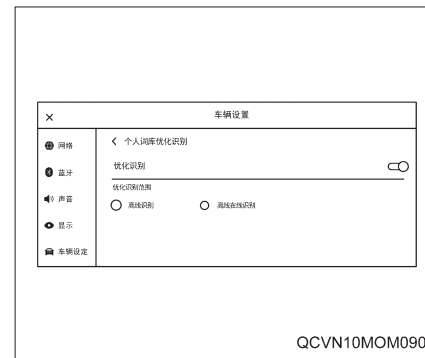 车辆设置
网络
蓝牙
声音
显示
车辆设定
个人词库优化识别
优化识别
优化识别范围
离线识别
离线在线识别
QCVN10MOM090